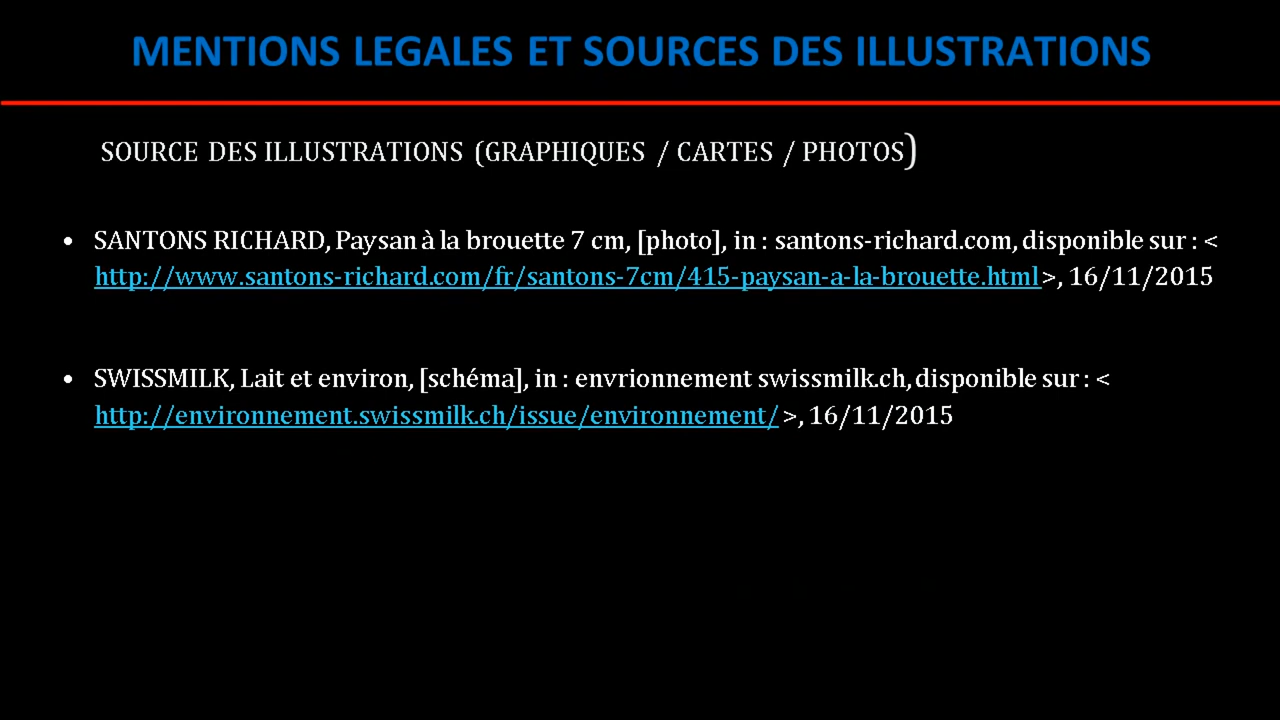 MENTIONS LEGALES ET SOURCES DES ILLUSTRATIONS
SOURCE DES ILLUSTRATIONS (GRAPHIQUES / CARTES / PHOTOS)
• SANTONS RICHARD, Paysan à la brouette 7 cm, [photo], in : santons-richard.com, disponible sur : <
http://www.santons-richard.com/fr/santons-7cm/415-paysan-a-la-brouette.html>, 16/11/2015
• SWISSMILK, Lait et environ, [schéma], in : envrionnement swissmilk.ch, disponible sur : <
http://environnement.swissmilk.ch/issue/environnement/ >, 16/11/2015